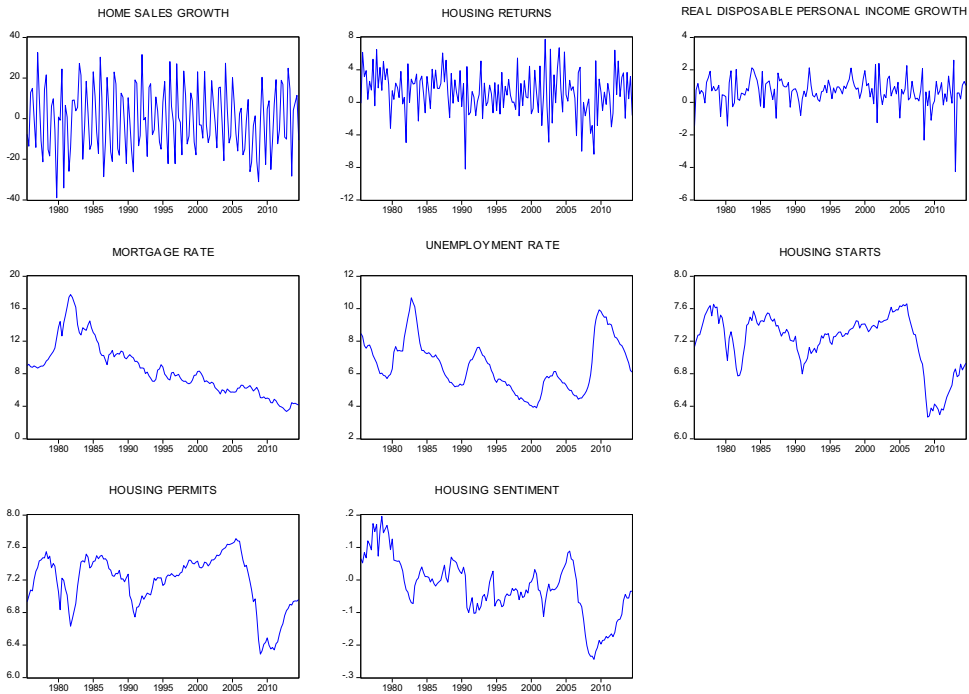 HOME SALES GROWTH
40
20
0
-20
-40
1980 1985 1990 1995 2000 2005 2010
HOUSING RETURNS
8
4
0
-4
-8
-12
1980 1985 1990 1995 2000 2005 2010
REAL DISPOSABLE PERSONAL INCOME GROWTH
4
2
0
-2
-4
-6
1980 1985 1990 1995 2000 2005 2010
MORTGAGE RATE
20
16
12
8
4
0
1980 1985 1990 1995 2000 2005 2010
UNEMPLOYMENT RATE
12
10
8
6
4
2
1980 1985 1990 1995 2000 2005 2010
HOUSING STARTS
8.0
7.6
7.2
6.8
6.4
6.0
1980 1985 1990 1995 2000 2005 2010
HOUSING PERMITS
8.0
7.6
7.2
6.8
6.4
6.0
1980 1985 1990 1995 2000 2005 2010
HOUSING SENTIMENT
.2
.1
.0
-.1
-.2
-.3
1980 1985 1990 1995 2000 2005 2010